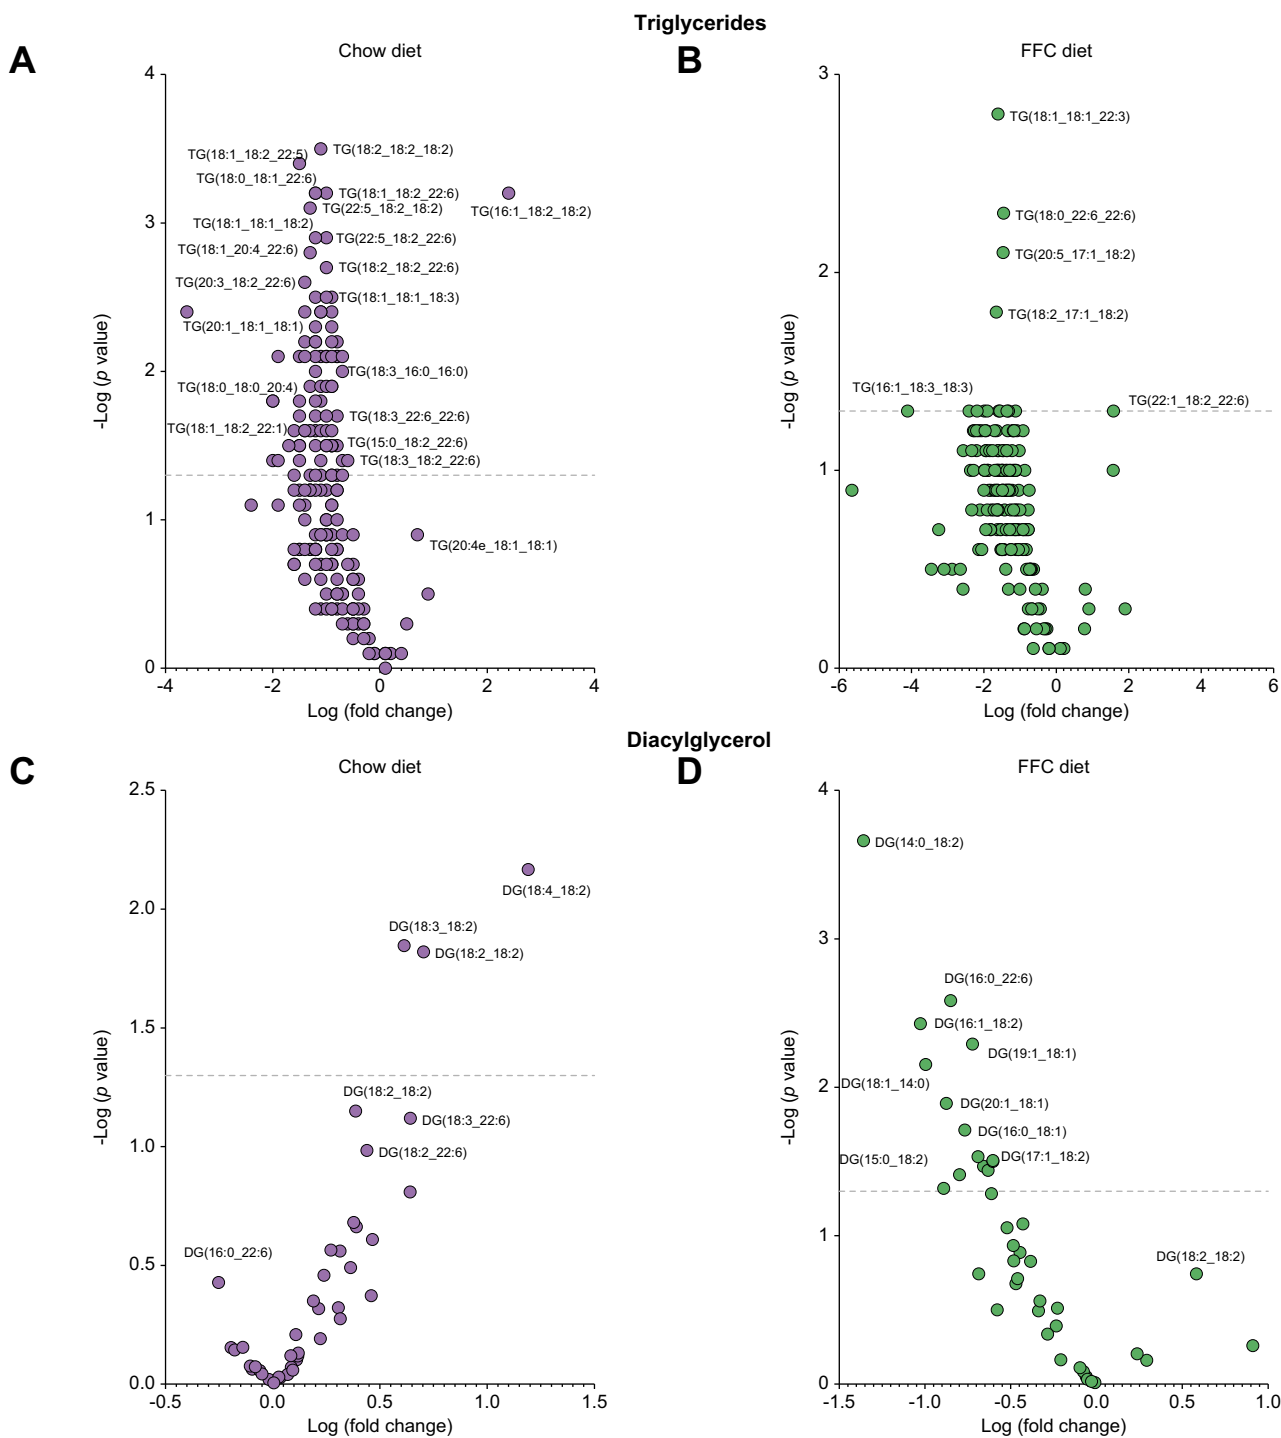 Triglycerides
A
Chow diet
-Log (p value)
4
3
2
1
0
TG(18:2_18:2_18:2)
TG(18:1_18:2_22:5)
TG(18:0_18:1_22:6)
TG(18:1_18:2_22:6)
TG(16:1_18:2_18:2)
TG(22:5_18:2_18:2)
TG(18:1_18:1_18:2)
TG(22:5_18:2_22:6)
TG(18:1_20:4_22:6)
TG(18:2_18:2_22:6)
TG(20:3_18:2_22:6)
TG(18:1_18:1_18:3)
TG(20:1_18:1_18:1)
TG(18:3_16:0_16:0)
TG(18:0_18:0_20:4)
TG(18:3_22:6_22:6)
TG(18:1_18:2_22:1)
TG(15:0_18:2_22:6)
TG(18:3_18:2_22:6)
TG(20:4e_18:1_18:1)
-4 -2 0 2 4
Log (fold change)
B
FFC diet
-Log (p value)
3
2
1
0
TG(18:1_18:1_22:3)
TG(18:0_22:6_22:6)
TG(20:5_17:1_18:2)
TG(18:2_17:1_18:2)
TG(16:1_18:3_18:3)
TG(22:1_18:2_22:6)
-6 -4 -2 0 2 4 6
Log (fold change)
Diacylglycerol
C
Chow diet
-Log (p value)
2.5
2.0
1.5
1.0
0.5
0.0
DG(18:4_18:2)
DG(18:3_18:2)
DG(18:2_18:2)
DG(18:2_18:2)
DG(18:3_22:6)
DG(18:2_22:6)
DG(16:0_22:6)
-0.5 0.0 0.5 1.0 1.5
Log (fold change)
D
FFC diet
-Log (p value)
4
3
2
1
0
DG(14:0_18:2)
DG(16:0_22:6)
DG(16:1_18:2)
DG(19:1_18:1)
DG(18:1_14:0)
DG(20:1_18:1)
DG(16:0_18:1)
DG(15:0_18:2)
DG(17:1_18:2)
DG(18:2_18:2)
-1.5 -1.0 -0.5 0.0 0.5 1.0
Log (fold change)